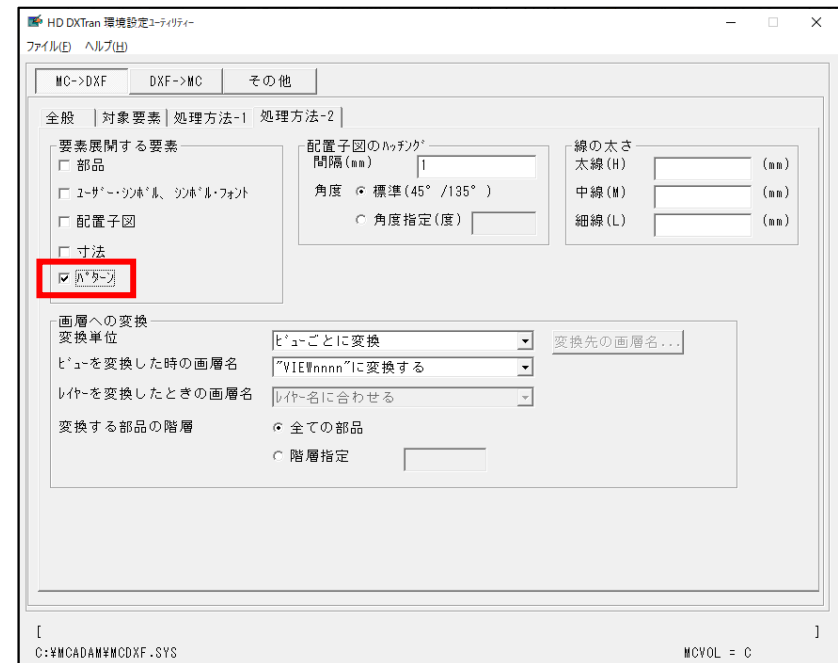 HD DXTran 環境設定ﾕｰﾃｨﾘﾃｨｰ
ﾌｧｲﾙ(F) ﾍﾙﾌﾟ(H)
MC->DXF DXF->MC その他
全般 対象要素 処理方法-1 処理方法-2
要素展開する要素
部品
ﾕｰｻﾞｰ・ｼﾝﾎﾞﾙ、ｼﾝﾎﾞﾙ・ﾌｫﾝﾄ
配置子図
寸法
ﾊﾟﾀｰﾝ
配置子図のﾊｯﾁﾝｸﾞ
間隔(mm) 1
角度 標準(45°/135°)
角度指定(度)
線の太さ
太線(H) (mm)
中線(M) (mm)
細線(L) (mm)
画層への変換
変換単位 ﾋﾞｭｰごとに変換 変換先の画層名...
ﾋﾞｭｰを変換した時の画層名 "VIEWnnnn"に変換する
ﾚｲﾔｰを変換したときの画層名 ﾚｲﾔｰ名に合わせる
変換する部品の階層 全ての部品
階層指定
[ ]
C:¥MCADAM¥MCDXF.SYS MCVOL = C